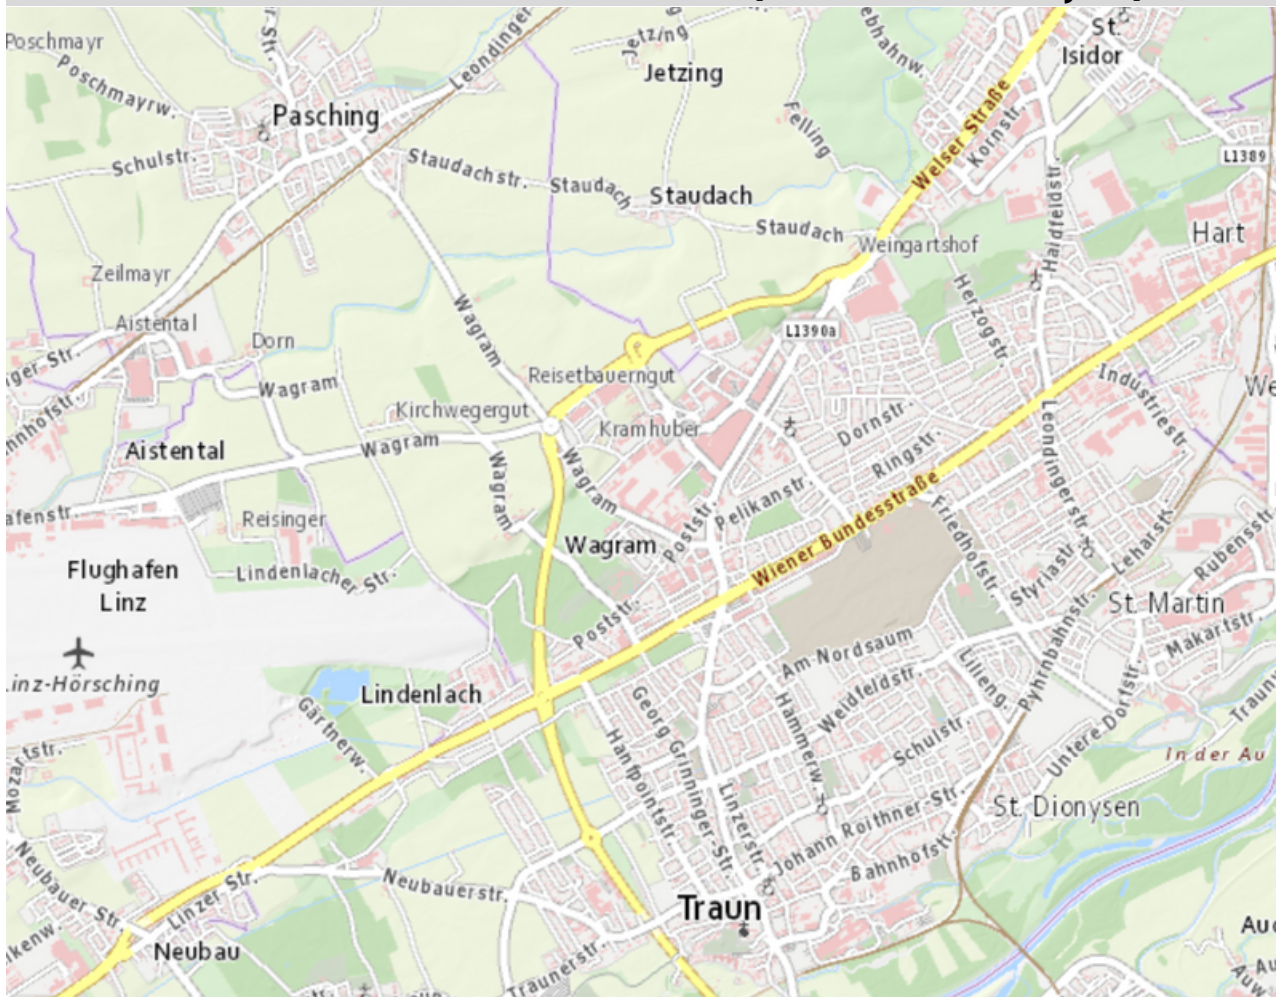 St.
Isidor
Poschmayr
Poschmayrw.
Leondinger
Jetzing
Jetzing
Pasching
Felling
Welser Straße
Kornstr.
L1389
Schulstr.
Staudachstr.
Staudach
Staudach
Staudach
Haidfeldstr.
Hart
Weingartshof
Zeilmayr
Herzogstr.
Aistental
Dorn
Wagram
L1390a
Reisetbauerngut
Industriestr.
Wagram
Kirchwegergut
Kramhuber
Dornstr.
Leondingerstr.
Aistental
Wagram
Ringstr.
Wagram
Wagram
Pelikanstr.
Wiener Bundesstraße
Friedhofstr.
Reisinger
Wagram
Poststr.
Leharstr.
Rubensstr.
Flughafen
Linz
Lindenlacher Str.
Styriastr.
St. Martin
Poststr.
Pyhrnbahnstr.
Makartstr.
Am Nordsaum
Linz-Hörsching
Lindenlach
Lilieng.
Weidfeldstr.
Gärtnerw.
Georg Grinninger-Str.
Hammerw.
Schulstr.
Untere Dorfstr.
In der Au
Hanfpointstr.
Mozartstr.
Linzerstr.
St. Dionysen
Johann Roithner-Str.
Bahnhofstr.
Neubauer Str.
Linzer Str.
Neubauerstr.
Traun
Neubau
Traunerstr.